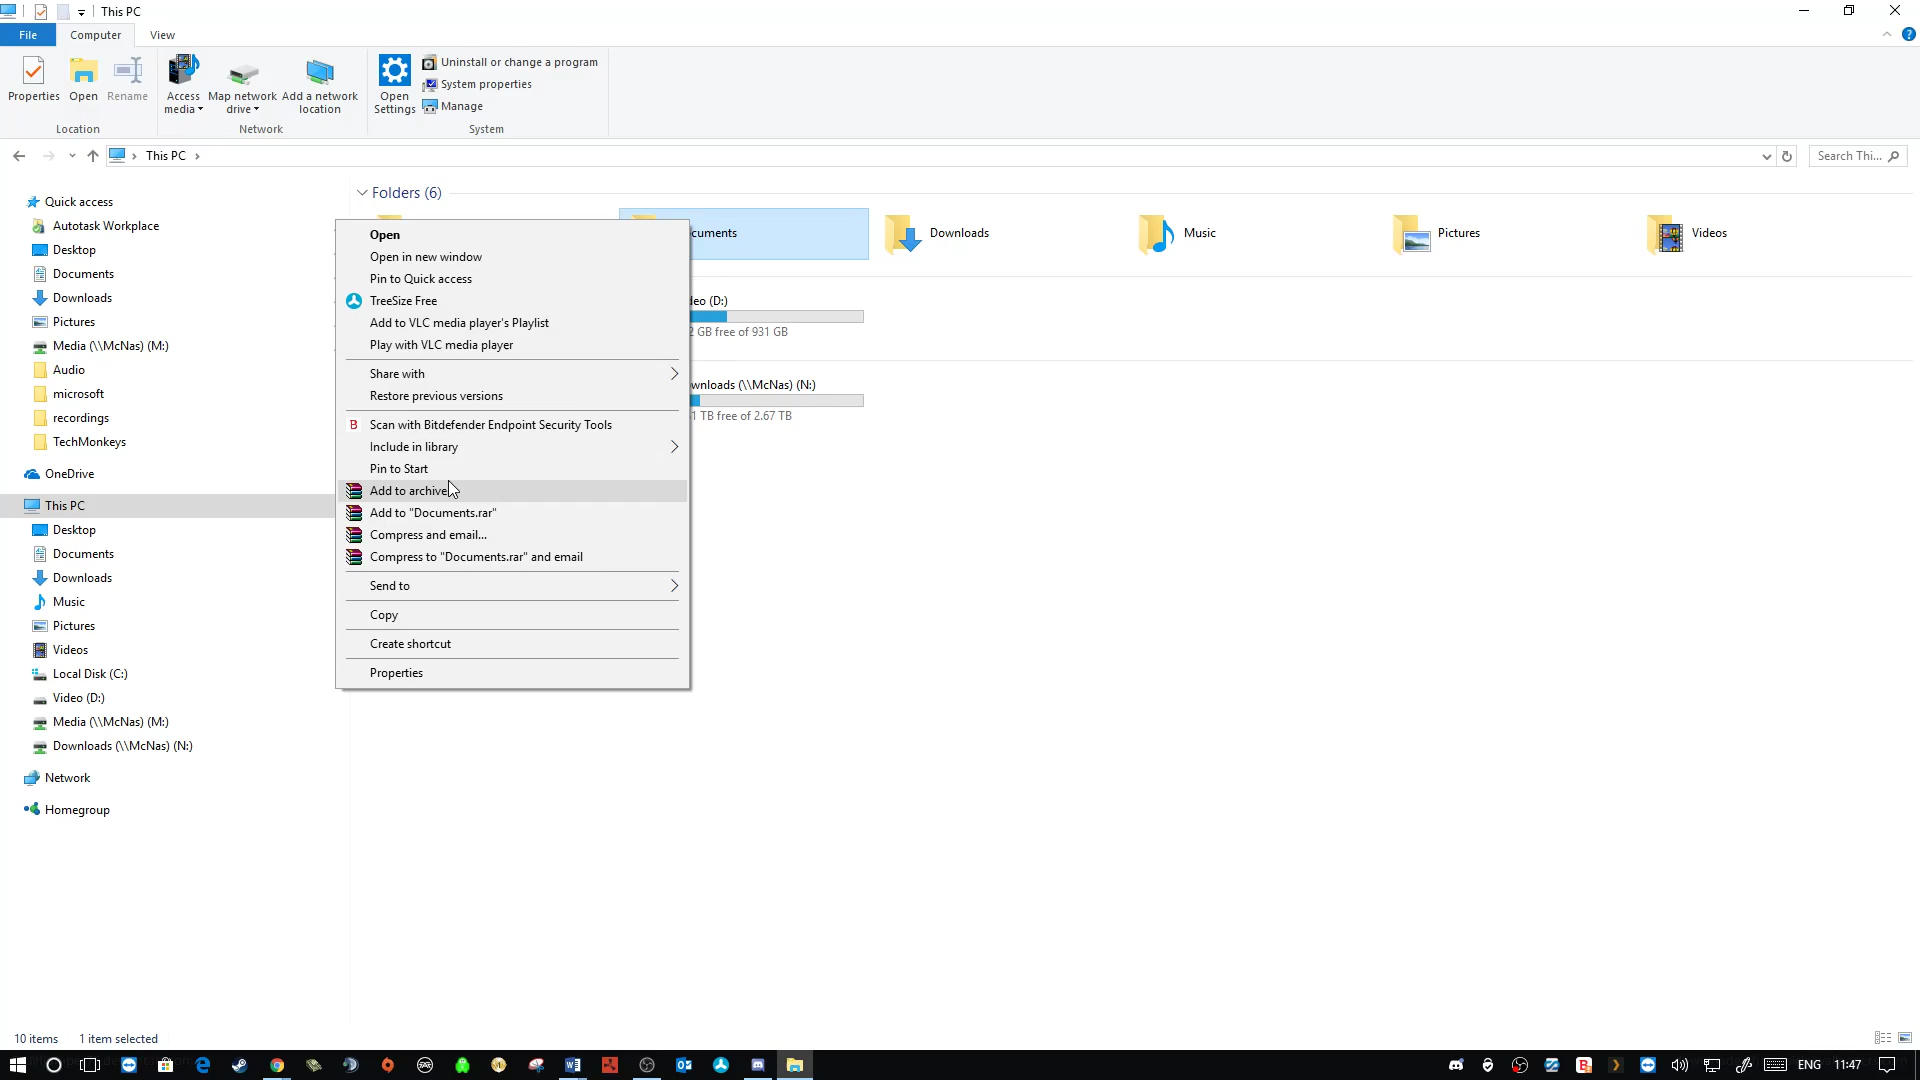 This PC
File Computer View
Properties Open Rename
Access media
Map network drive
Add a network location
Open Settings
Uninstall or change a program
System properties
Manage
Location Network System
This PC
Search Thi...
Quick access
Autotask Workplace
Desktop
Documents
Downloads
Pictures
Media (\\McNas) (M:)
Audio
microsoft
recordings
TechMonkeys
OneDrive
This PC
Desktop
Documents
Downloads
Music
Pictures
Videos
Local Disk (C:)
Video (D:)
Media (\\McNas) (M:)
Downloads (\\McNas) (N:)
Network
Homegroup
Folders (6)
cuments
Downloads
Music
Pictures
Videos
deo (D:)
2 GB free of 931 GB
wnloads (\\McNas) (N:)
1 TB free of 2.67 TB
Open
Open in new window
Pin to Quick access
TreeSize Free
Add to VLC media player's Playlist
Play with VLC media player
Share with
Restore previous versions
B Scan with Bitdefender Endpoint Security Tools
Include in library
Pin to Start
Add to archive
Add to "Documents.rar"
Compress and email...
Compress to "Documents.rar" and email
Send to
Copy
Create shortcut
Properties
10 items 1 item selected
ENG 11:47